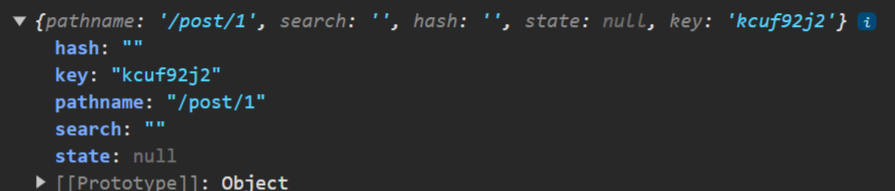 ▼ {pathname: '/post/1', search: '', hash: '', state: null, key: 'kcuf92j2'} i
hash: ""
key: "kcuf92j2"
pathname: "/post/1"
search: ""
state: null
▶ [[Prototype]]: Object